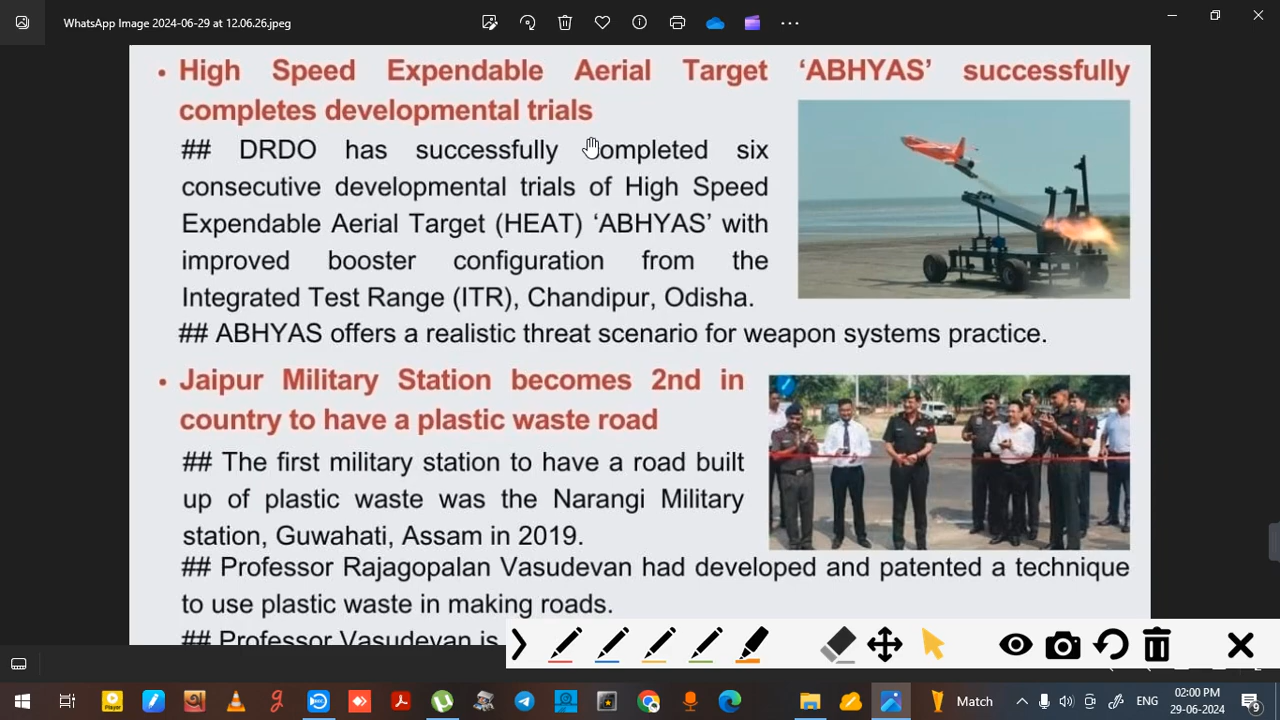 WhatsApp Image 2024-06-29 at 12.06.26.jpeg
• High Speed Expendable Aerial Target ‘ABHYAS’ successfully
completes developmental trials
## DRDO has successfully completed six
consecutive developmental trials of High Speed
Expendable Aerial Target (HEAT) ‘ABHYAS’ with
improved booster configuration from the
Integrated Test Range (ITR), Chandipur, Odisha.
## ABHYAS offers a realistic threat scenario for weapon systems practice.
• Jaipur Military Station becomes 2nd in
country to have a plastic waste road
## The first military station to have a road built
up of plastic waste was the Narangi Military
station, Guwahati, Assam in 2019.
## Professor Rajagopalan Vasudevan had developed and patented a technique
to use plastic waste in making roads.
## Professor Vasudevan is
Match
ENG
02:00 PM
29-06-2024